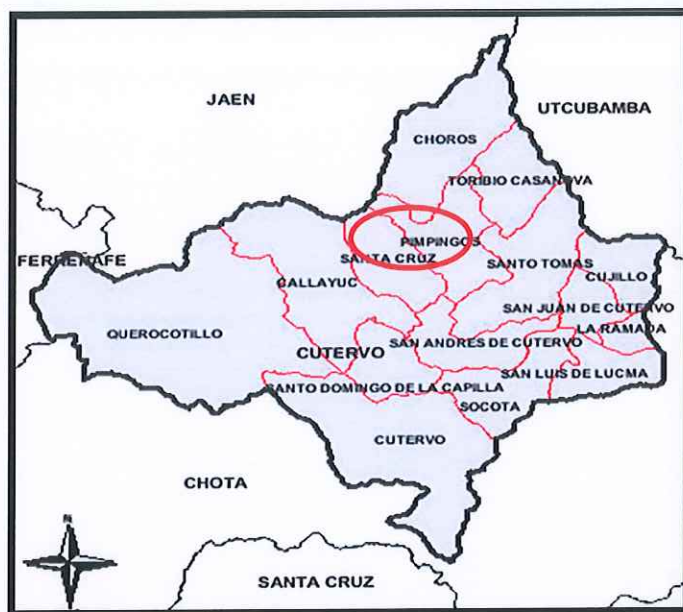 JAEN
UTCUBAMBA
CHOROS
TORIBIO CASANOVA
PIMPINGOS
FERREÑAFE
SANTA CRUZ
SANTO TOMAS
CUJILLO
CALLAYUC
SAN JUAN DE CUTERVO
QUEROCOTILLO
LA RAMADA
CUTERVO
SAN ANDRES DE CUTERVO
SANTO DOMINGO DE LA CAPILLA
SAN LUIS DE LUCMA
SOCOTA
CUTERVO
CHOTA
N
SANTA CRUZ